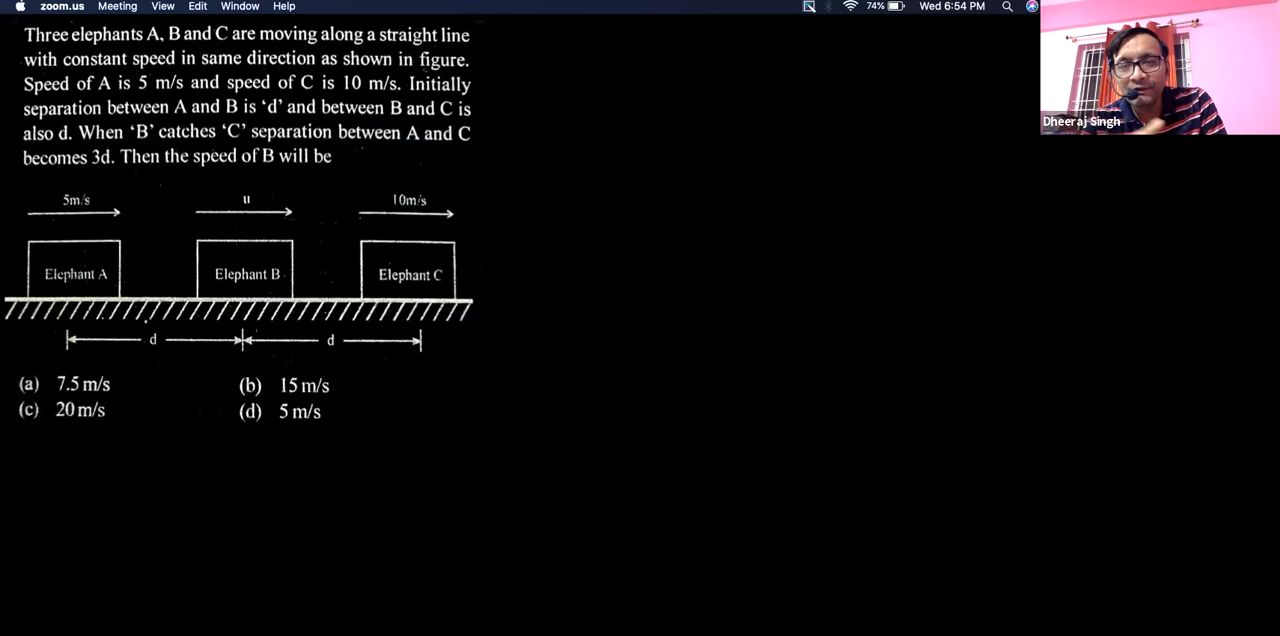 zoom.us Meeting View Edit Window Help 74% Wed 6:54 PM
Three elephants A, B and C are moving along a straight line
with constant speed in same direction as shown in figure.
Speed of A is 5 m/s and speed of C is 10 m/s. Initially
separation between A and B is ‘d’ and between B and C is
also d. When ‘B’ catches ‘C’ separation between A and C
becomes 3d. Then the speed of B will be
5m/s u 10m/s
Elephant A Elephant B Elephant C
d d
(a) 7.5 m/s (b) 15 m/s
(c) 20 m/s (d) 5 m/s
Dheeraj Singh